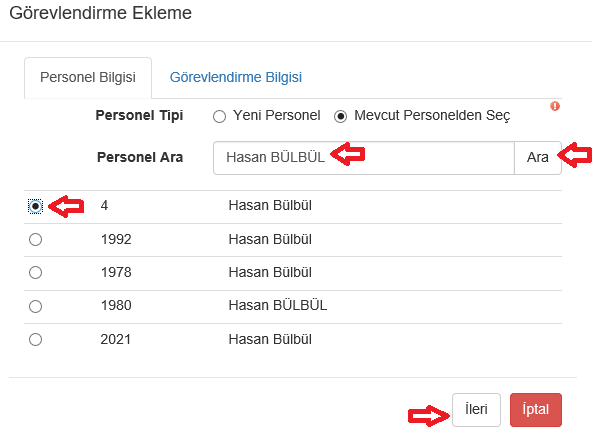 Görevlendirme Ekleme
Personel Bilgisi Görevlendirme Bilgisi
Personel Tipi Yeni Personel Mevcut Personelden Seç
Personel Ara Hasan BÜLBÜL Ara
4 Hasan Bülbül
1992 Hasan Bülbül
1978 Hasan Bülbül
1980 Hasan BÜLBÜL
2021 Hasan Bülbül
İleri İptal